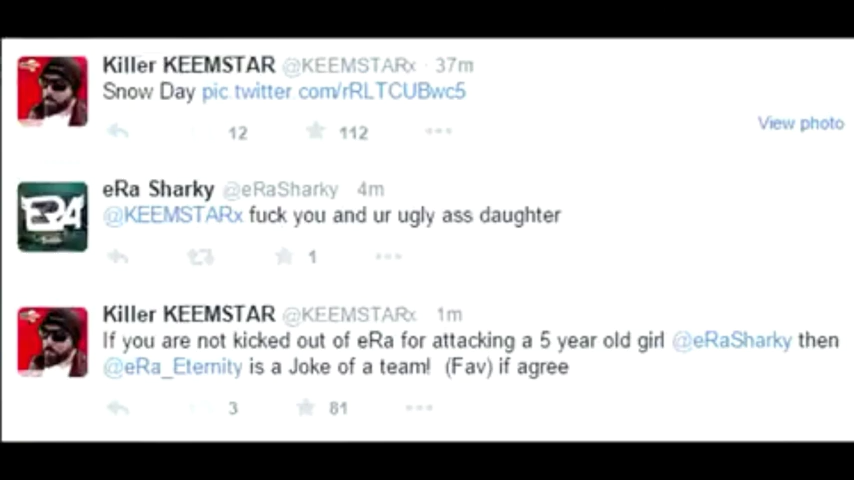 Killer KEEMSTAR @KEEMSTARx · 37m
Snow Day pic twitter com/rRLTCUBwc5
12 112
View photo
eRa Sharky @eRaSharky 4m
@KEEMSTARx fuck you and ur ugly ass daughter
1
Killer KEEMSTAR @KEEMSTARx 1m
If you are not kicked out of eRa for attacking a 5 year old girl @eRaSharky then
@eRa_Eternity is a Joke of a team! (Fav) if agree
3 81
ERA